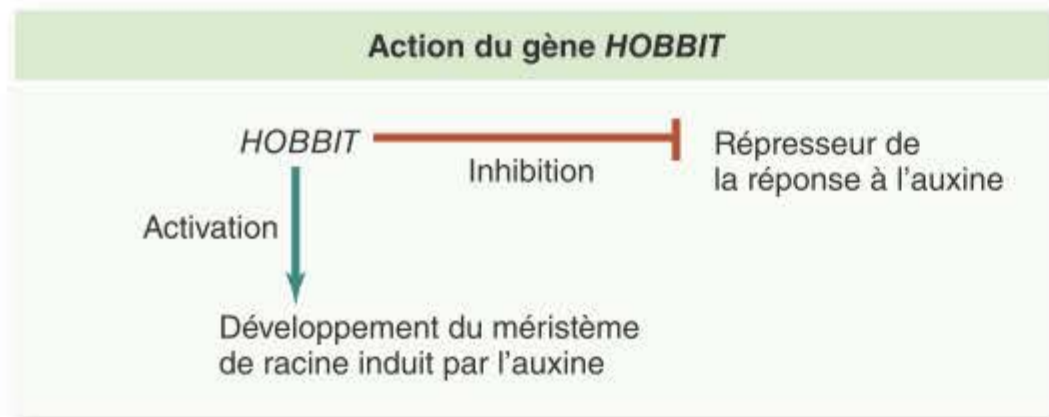 Action du gène HOBBIT
HOBBIT
Inhibition
Répresseur de
la réponse à l'auxine
Activation
Développement du méristème
de racine induit par l'auxine